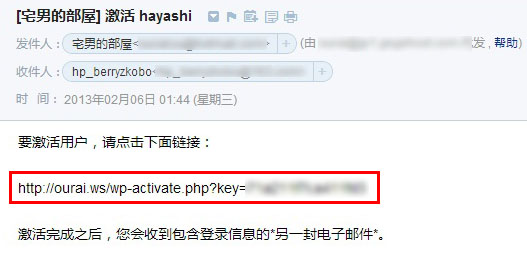 [宅男的部屋] 激活 hayashi
发件人： 宅男的部屋< > + (由 发，帮助)
收件人： hp_berryzkobo< > +
时 间： 2013年02月06日 01:44 (星期三)
要激活用户，请点击下面链接：
http://ourai.ws/wp-activate.php?key=
激活完成之后，您会收到包含登录信息的*另一封电子邮件*。